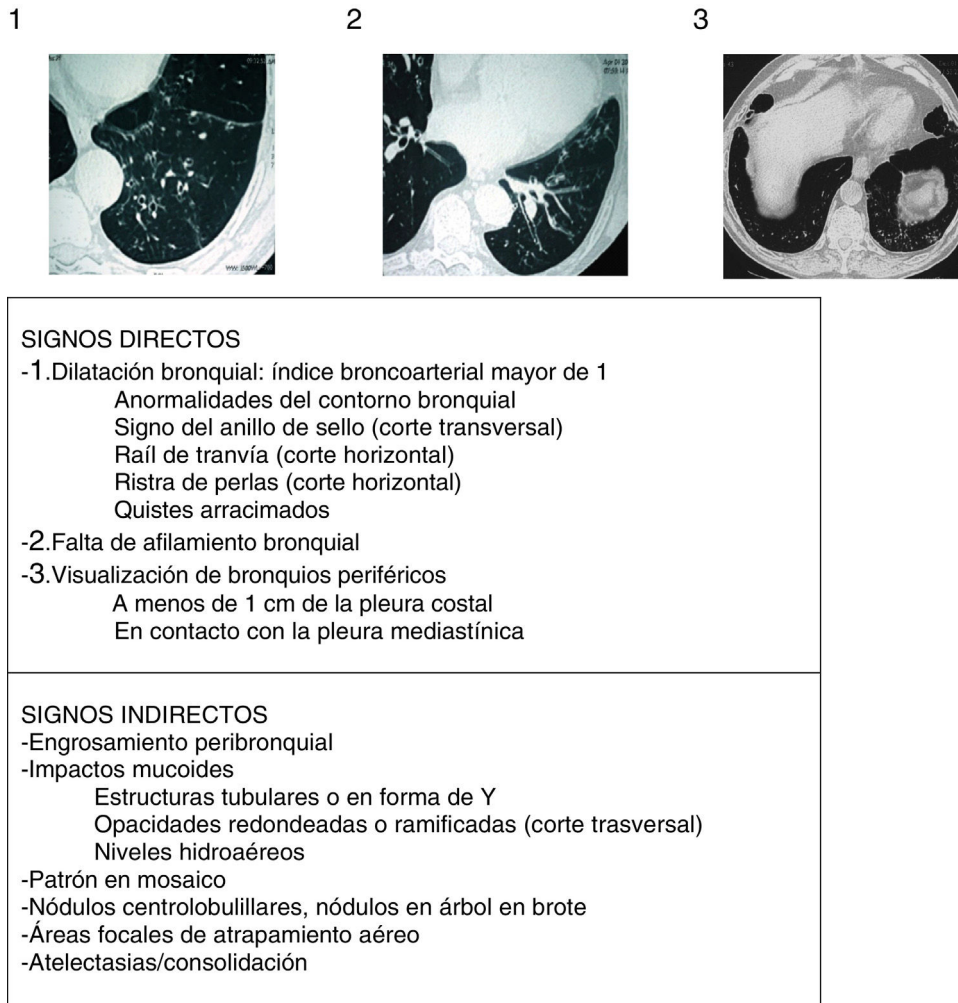 1
2
3
SIGNOS DIRECTOS
-1.Dilatación bronquial: índice broncoarterial mayor de 1
Anormalidades del contorno bronquial
Signo del anillo de sello (corte transversal)
Raíl de tranvía (corte horizontal)
Ristra de perlas (corte horizontal)
Quistes arracimados
-2.Falta de afilamiento bronquial
-3.Visualización de bronquios periféricos
A menos de 1 cm de la pleura costal
En contacto con la pleura mediastínica
SIGNOS INDIRECTOS
-Engrosamiento peribronquial
-Impactos mucoides
Estructuras tubulares o en forma de Y
Opacidades redondeadas o ramificadas (corte trasversal)
Niveles hidroaéreos
-Patrón en mosaico
-Nódulos centrolobulillares, nódulos en árbol en brote
-Áreas focales de atrapamiento aéreo
-Atelectasias/consolidación